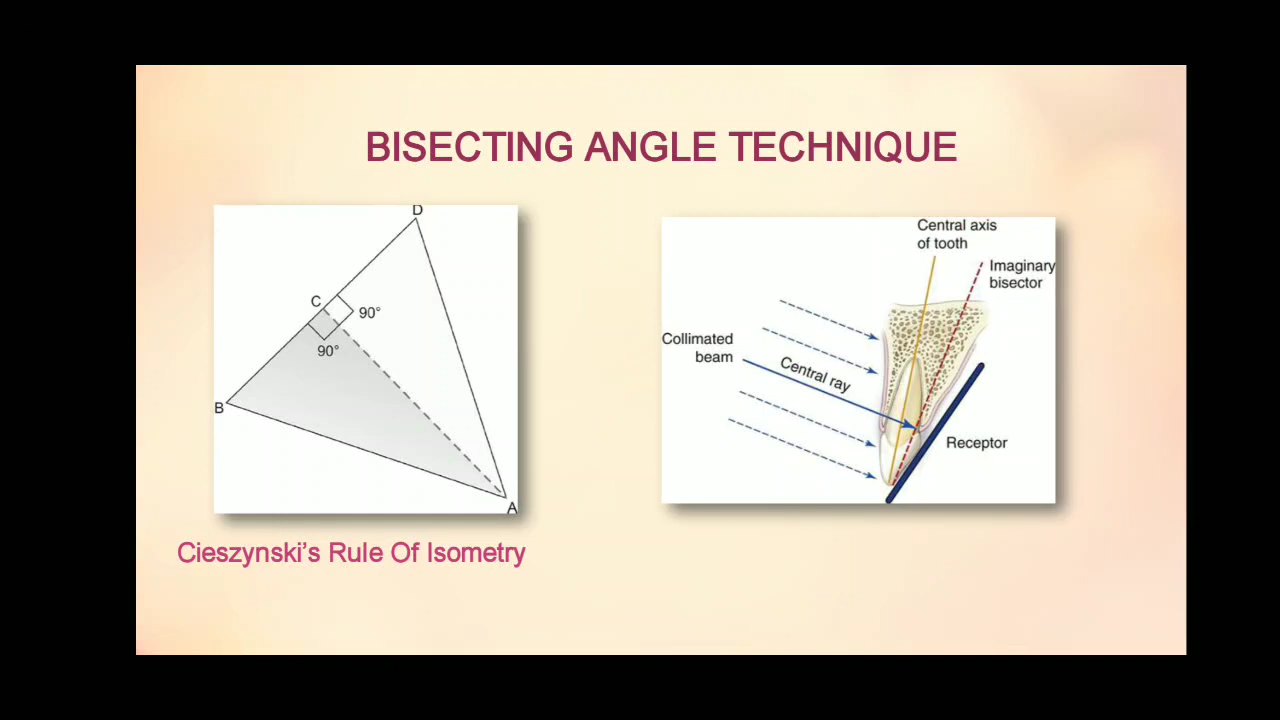 BISECTING ANGLE TECHNIQUE
D
C
90°
90°
B
A
Cieszynski’s Rule Of Isometry
Central axis
of tooth
Imaginary
bisector
Collimated
beam
Central ray
Receptor